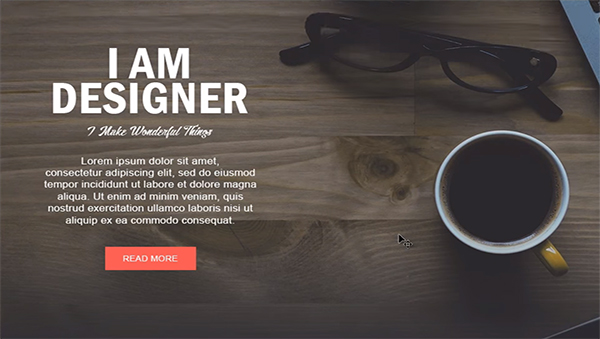 I AM
DESIGNER
I Make Wonderful Things
Lorem ipsum dolor sit amet,
consectetur adipiscing elit, sed do eiusmod
tempor incididunt ut labore et dolore magna
aliqua. Ut enim ad minim veniam, quis
nostrud exercitation ullamco laboris nisi ut
aliquip ex ea commodo consequat.
READ MORE